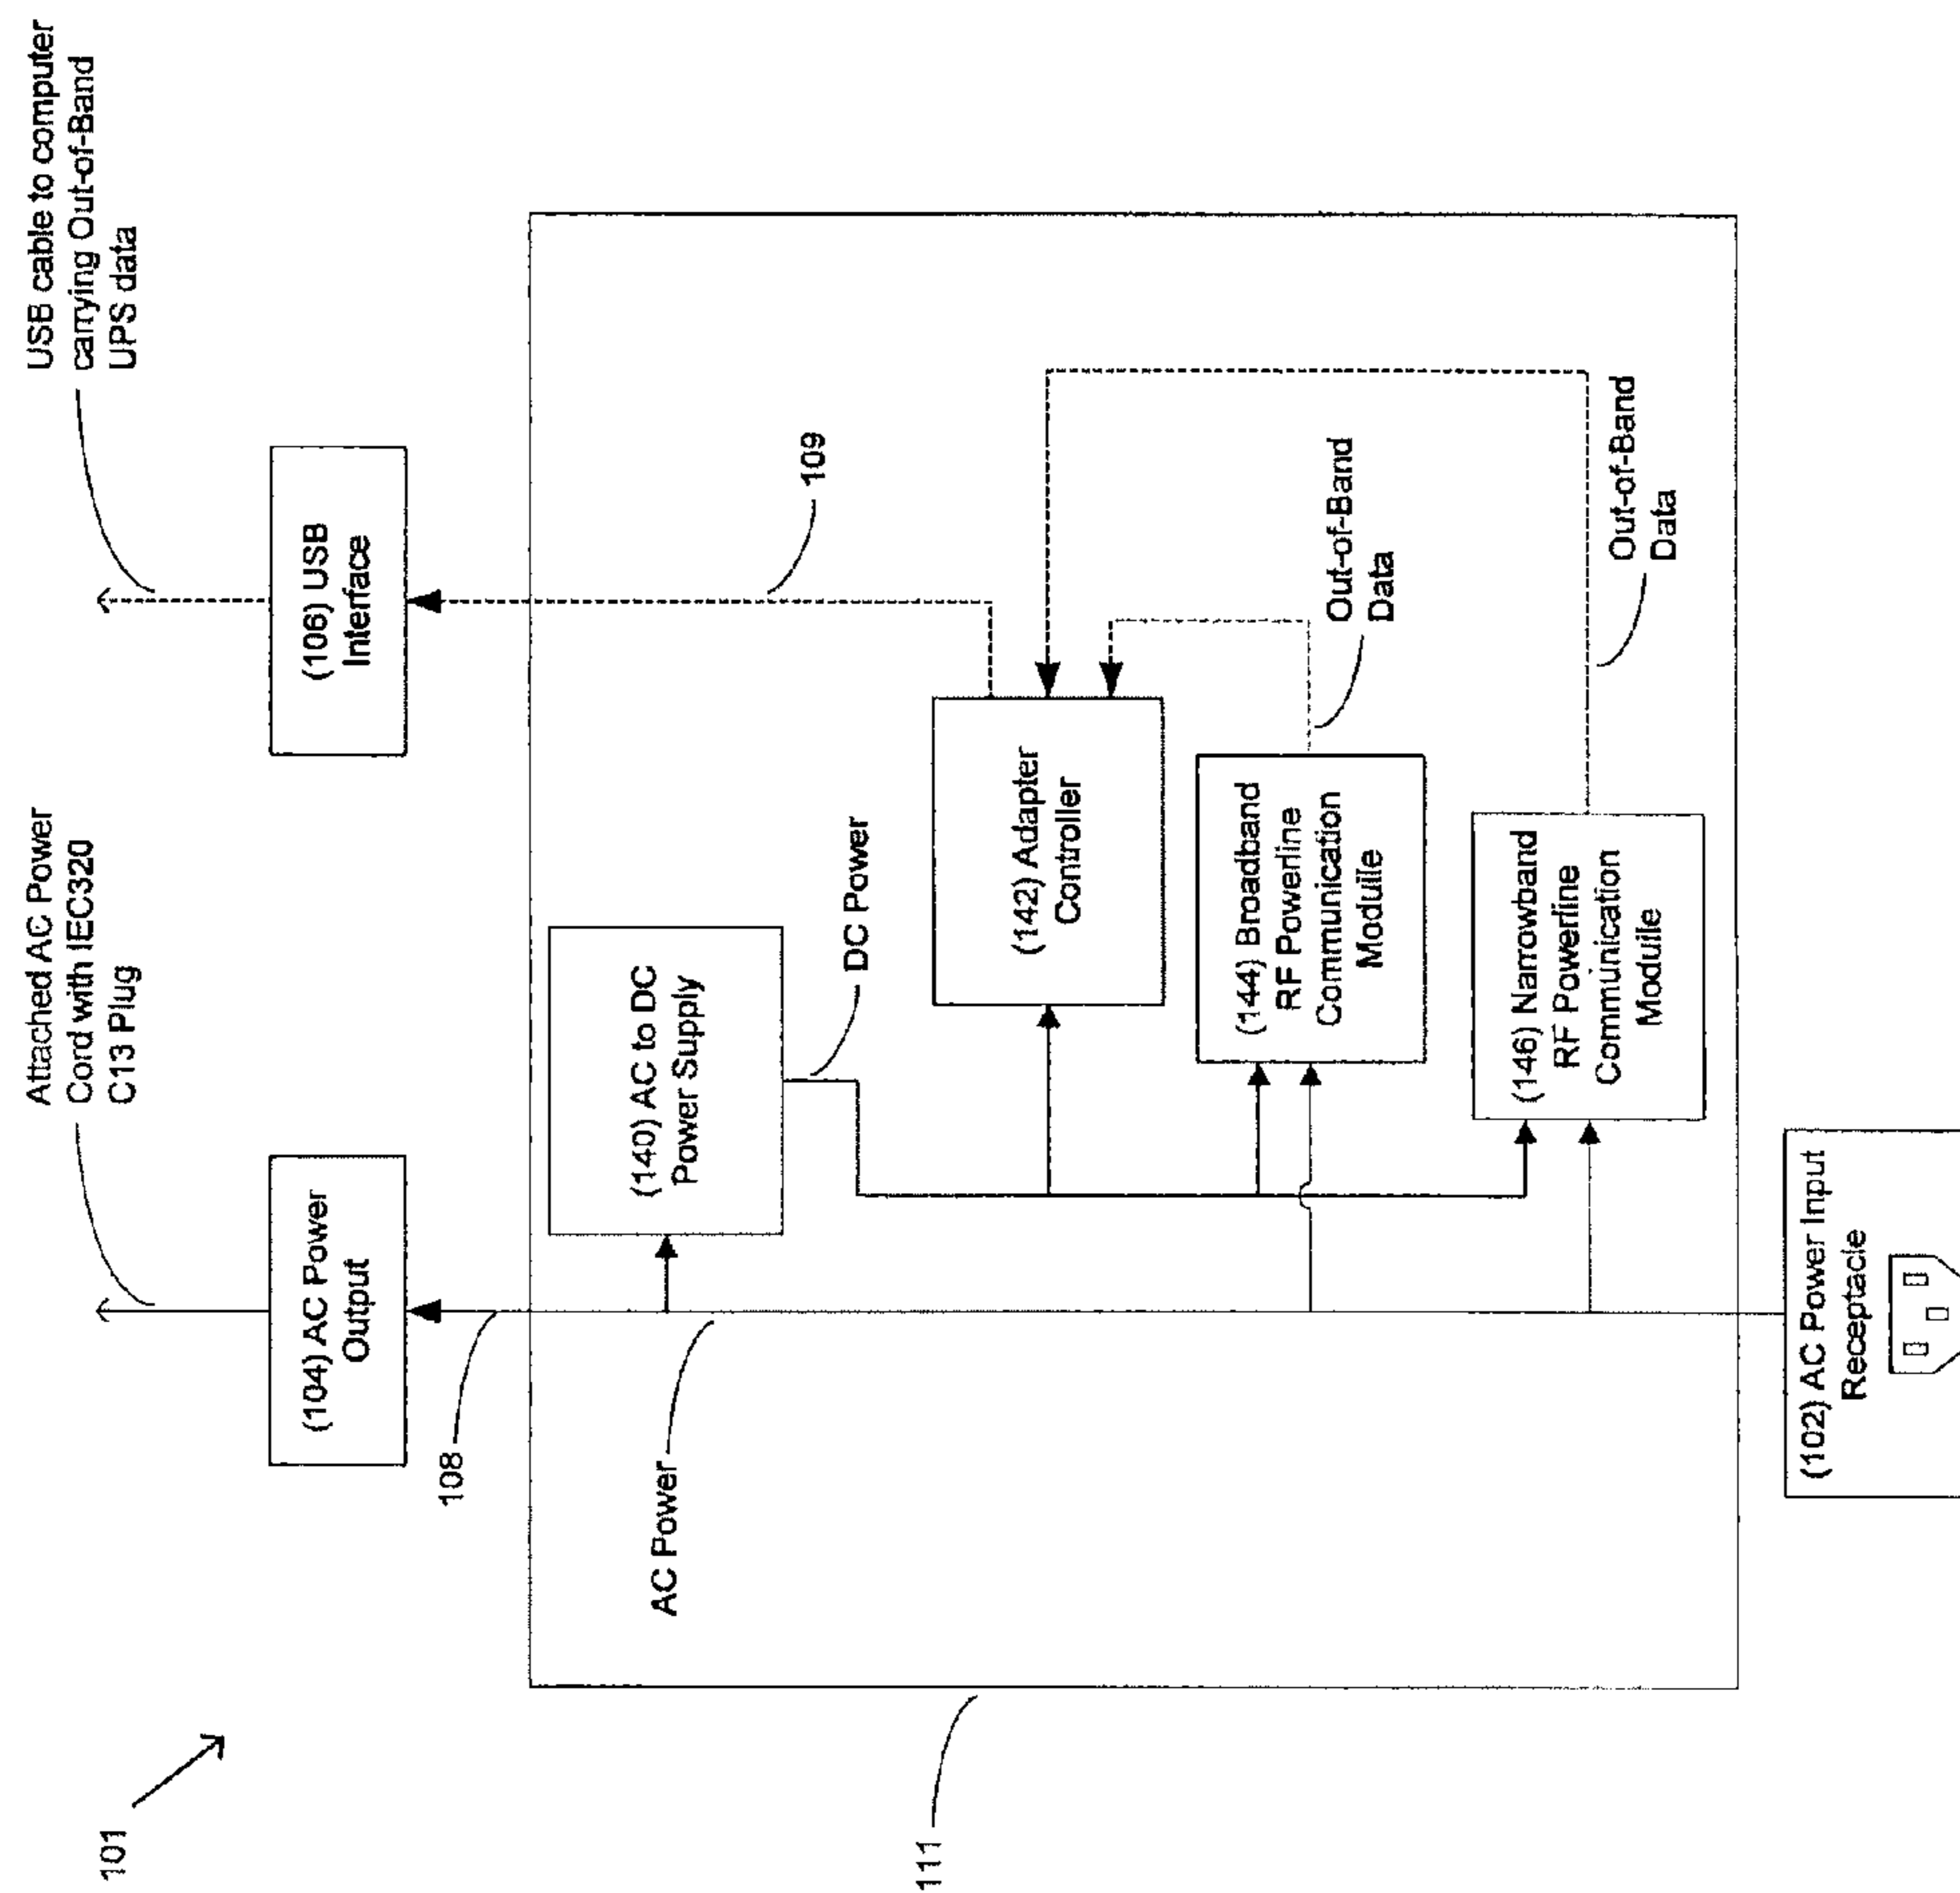 101
Attached AC Power
Cord with IEC320
C13 Plug
USB cable to computer
carrying Out-of-Band
UPS data
(104) AC Power
Output
(106) USB
Interface
108
109
AC Power
(140) AC to DC
Power Supply
DC Power
(142) Adapter
Controller
111
(144) Broadband
RF Powerline
Communication
Module
Out-of-Band
Data
(146) Narrowband
RF Powerline
Communication
Module
Out-of-Band
Data
(102) AC Power Input
Receptacle